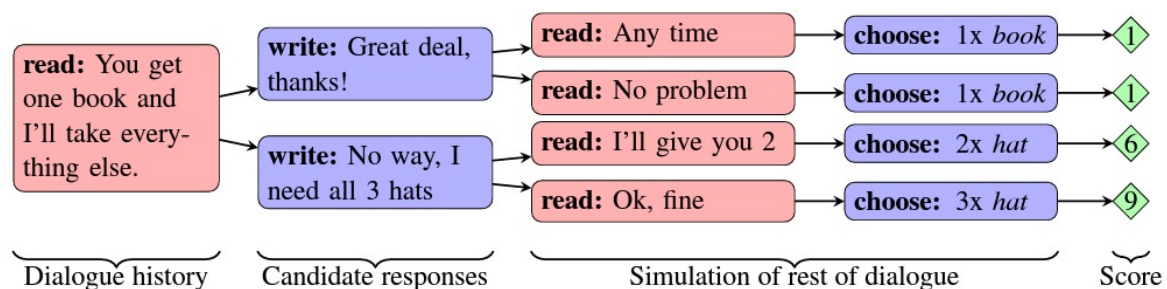 read: You get
one book and
I'll take every-
thing else.
write: Great deal,
thanks!
write: No way, I
need all 3 hats
read: Any time
choose: 1x book
1
read: No problem
choose: 1x book
1
read: I'll give you 2
choose: 2x hat
6
read: Ok, fine
choose: 3x hat
9
Dialogue history
Candidate responses
Simulation of rest of dialogue
Score